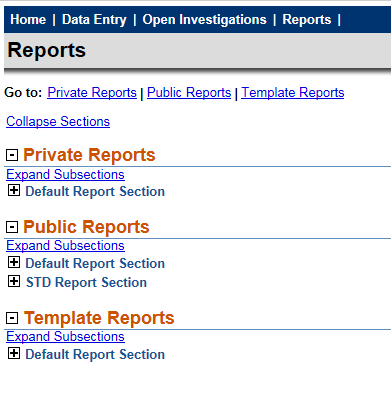 Home | Data Entry | Open Investigations | Reports |
Reports
Go to: Private Reports | Public Reports | Template Reports
Collapse Sections
Private Reports
Expand Subsections
Default Report Section
Public Reports
Expand Subsections
Default Report Section
STD Report Section
Template Reports
Expand Subsections
Default Report Section